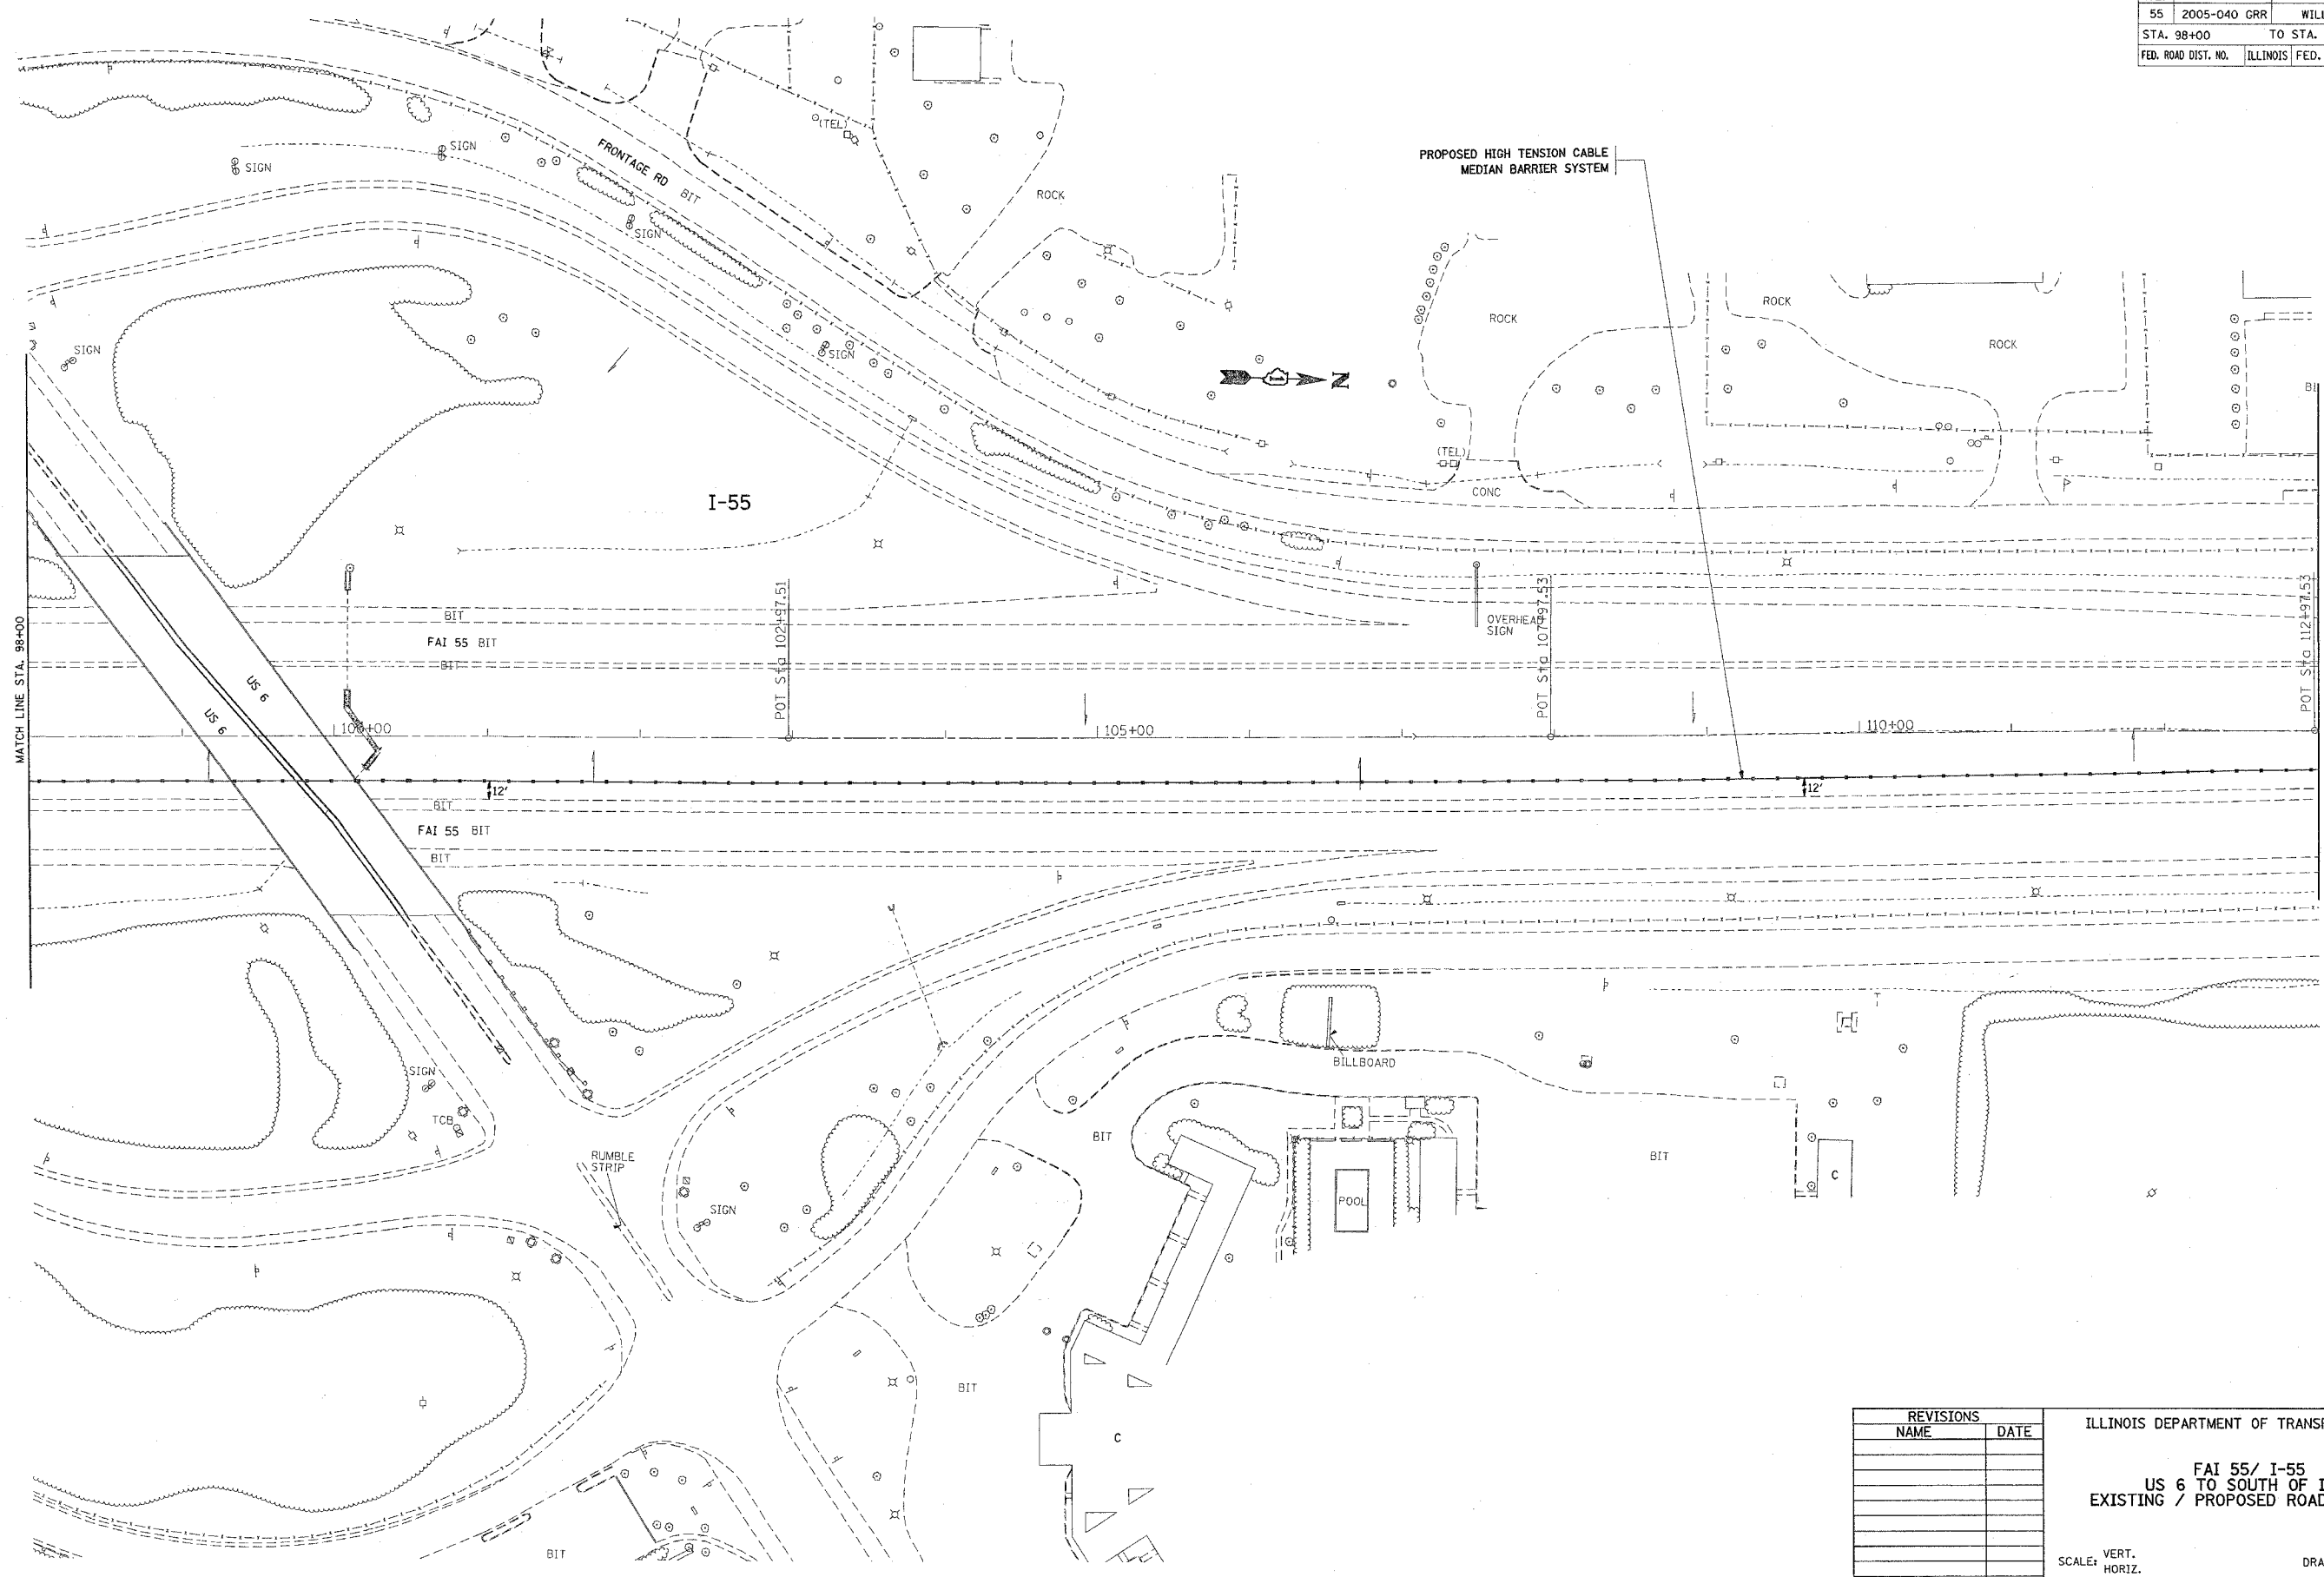 55 2005-040 GRR
STA. 98+00 TO STA.
FED. ROAD DIST. NO. ILLINOIS FED.
(TEL)
SIGN
SIGN
FRONTAGE RD BIT
SIGN
ROCK
PROPOSED HIGH TENSION CABLE
MEDIAN BARRIER SYSTEM
SIGN
SIGN
ROCK
ROCK
ROCK
N
(TEL)
CONC
I-55
MATCH LINE STA. 98+00
BIT
FAI 55 BIT
BIT
US 6
US 6
POT Sta 102+97.51
OVERHEAD
SIGN
POT Sta 107+97.53
POT Sta 112+97.53
100+00
105+00
110+00
12'
12'
BIT
FAI 55 BIT
BIT
SIGN
TCB
BILLBOARD
RUMBLE
STRIP
BIT
BIT
SIGN
POOL
C
BIT
C
BIT
REVISIONS
NAME DATE
ILLINOIS DEPARTMENT OF
FAI 55/ I-55
US 6 TO SOUTH OF
EXISTING / PROPOSED
SCALE: VERT.
HORIZ.